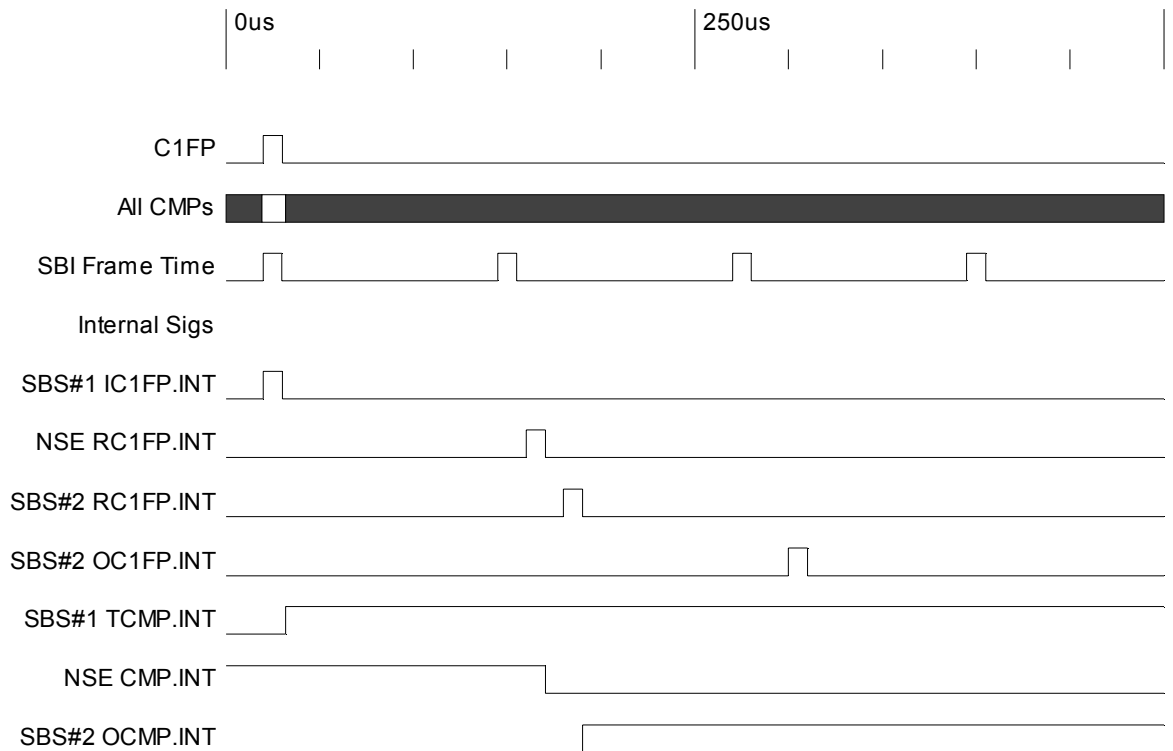 0us
250us
C1FP
All CMPs
SBI Frame Time
Internal Sigs
SBS#1 IC1FP.INT
NSE RC1FP.INT
SBS#2 RC1FP.INT
SBS#2 OC1FP.INT
SBS#1 TCMP.INT
NSE CMP.INT
SBS#2 OCMP.INT